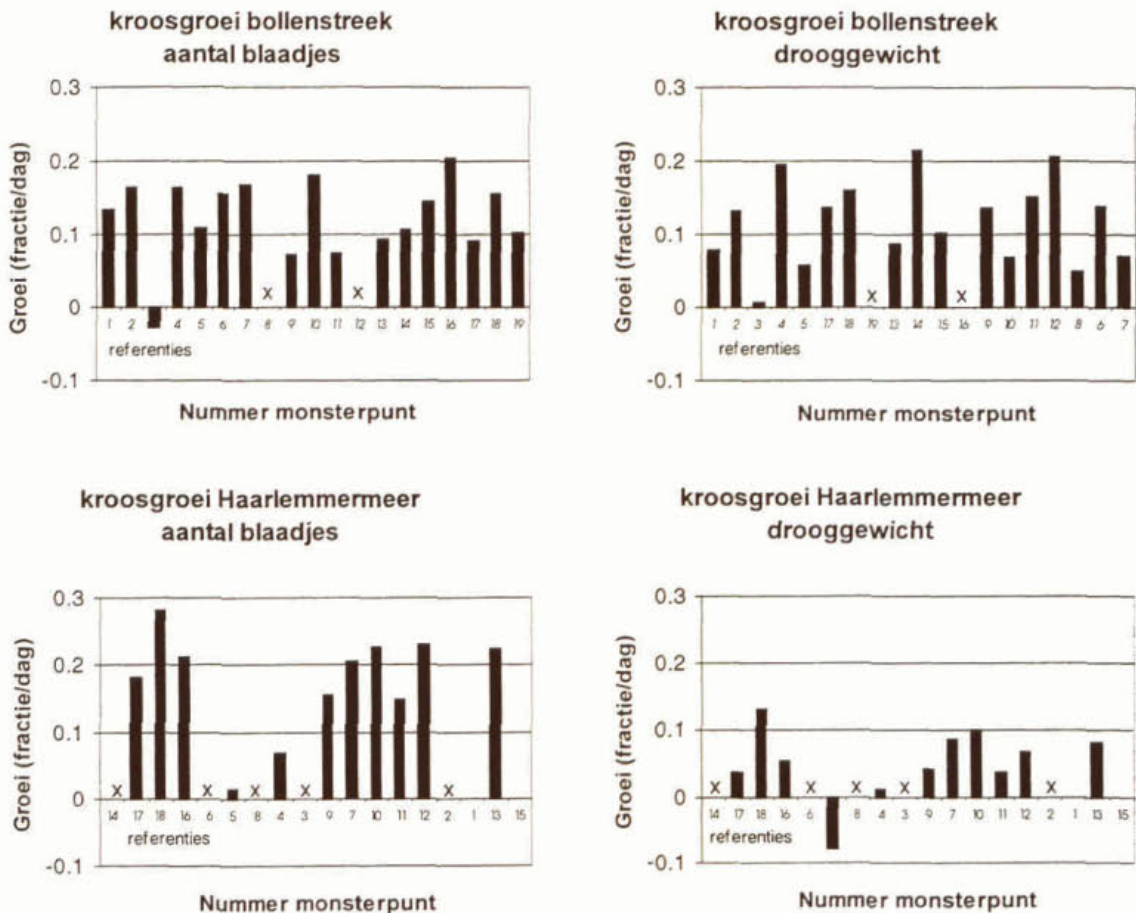 kroosgroei bollenstreek
aantal blaadjes
Groei (fractie/dag)
0.3
0.2
0.1
0
-0.1
X X
1 2 4 5 6 7 8 9 10 11 12 13 14 15 16 17 18 19
referenties
Nummer monsterpunt
kroosgroei bollenstreek
drooggewicht
Groei (fractie/dag)
0.3
0.2
0.1
0
-0.1
X X
1 2 3 4 5 17 18 19 13 14 15 16 9 10 11 12 8 6 7
referenties
Nummer monsterpunt
kroosgroei Haarlemmermeer
aantal blaadjes
Groei (fractie/dag)
0.3
0.2
0.1
0
-0.1
X X X X X
14 17 18 16 6 5 8 4 3 9 7 10 11 12 2 1 13 15
referenties
Nummer monsterpunt
kroosgroei Haarlemmermeer
drooggewicht
Groei (fractie/dag)
0.3
0.2
0.1
0
-0.1
X X X X X
14 17 18 16 6 8 4 3 9 7 10 11 12 2 1 13 15
referenties
Nummer monsterpunt